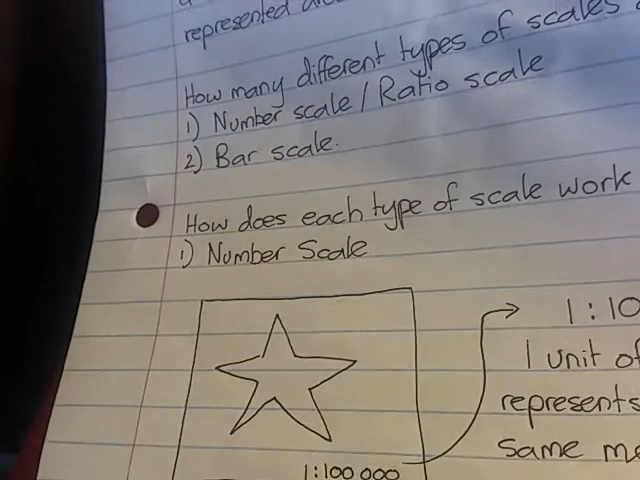 represented
How many different types of scales
1) Number scale / Ratio scale
2) Bar scale.
How does each type of scale work
1) Number Scale
1:10
1 unit of
represents
same
1:100 000